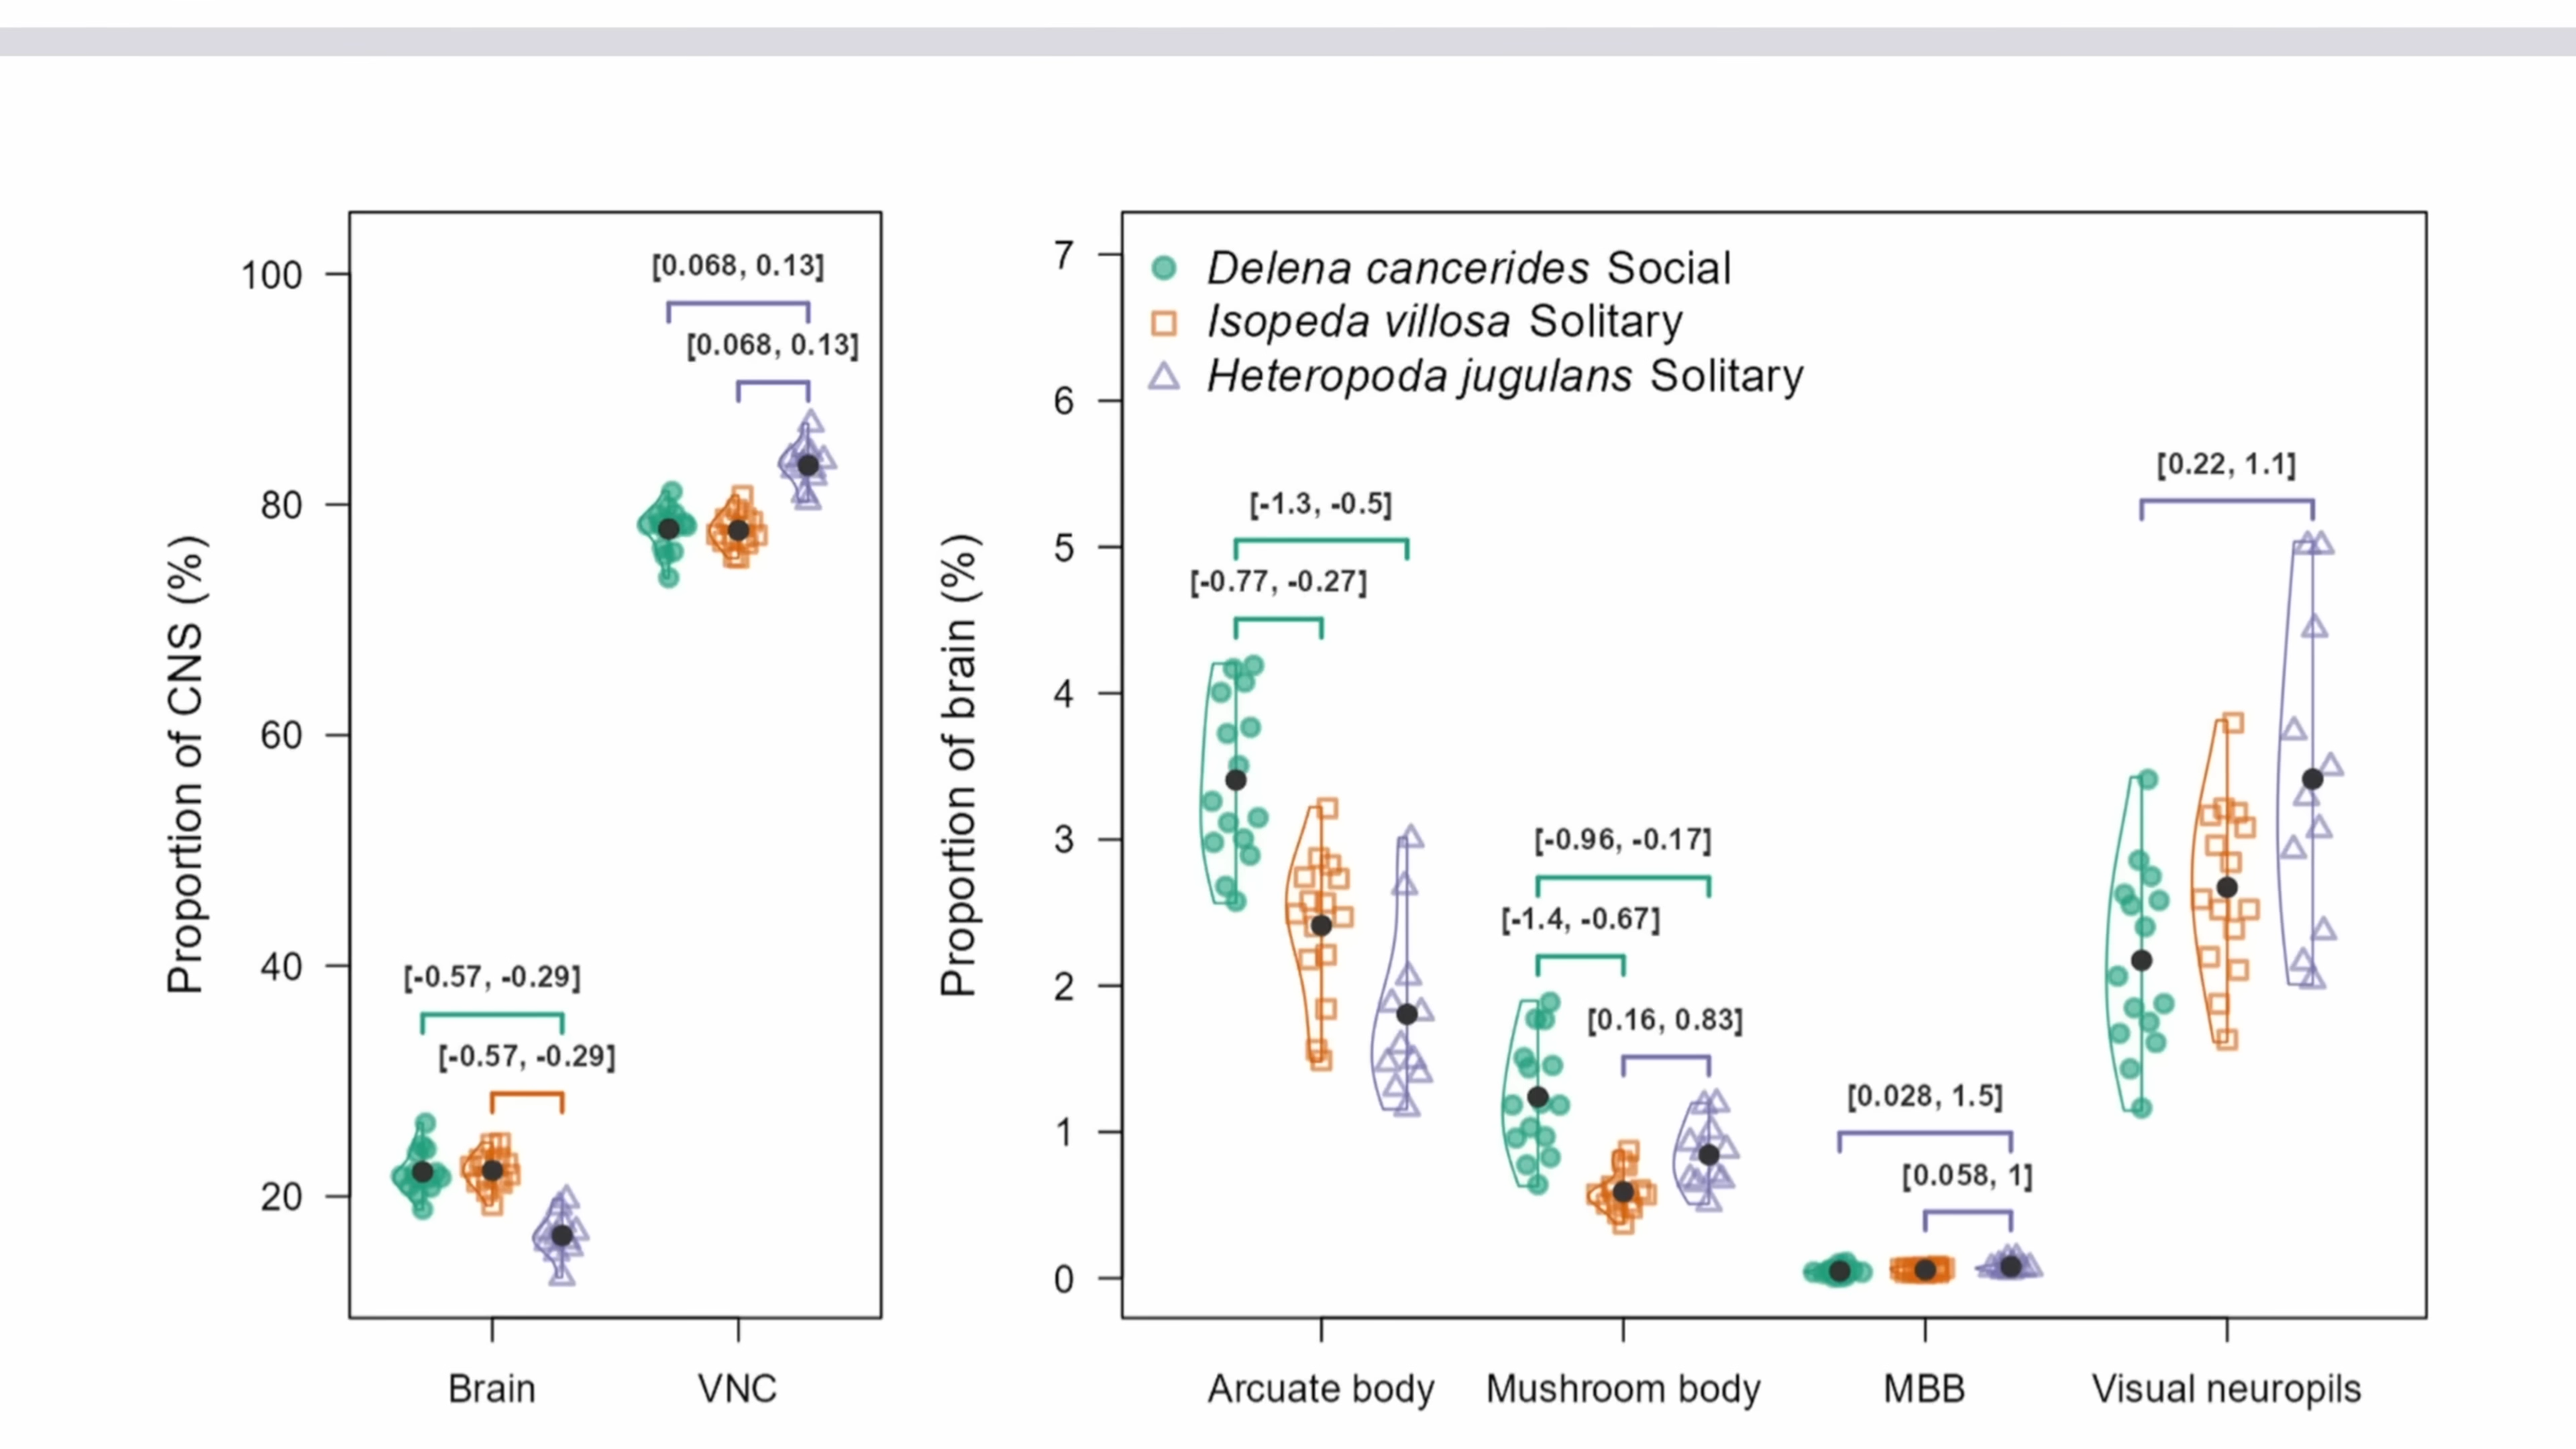 Proportion of CNS (%)
100
80
60
40
20
[0.068, 0.13]
[0.068, 0.13]
[-0.57, -0.29]
[-0.57, -0.29]
Brain
VNC
Proportion of brain (%)
7
6
5
4
3
2
1
0
Delena cancerides Social
Isopeda villosa Solitary
Heteropoda jugulans Solitary
[-1.3, -0.5]
[-0.77, -0.27]
[-0.96, -0.17]
[-1.4, -0.67]
[0.16, 0.83]
[0.028, 1.5]
[0.058, 1]
[0.22, 1.1]
Arcuate body
Mushroom body
MBB
Visual neuropils